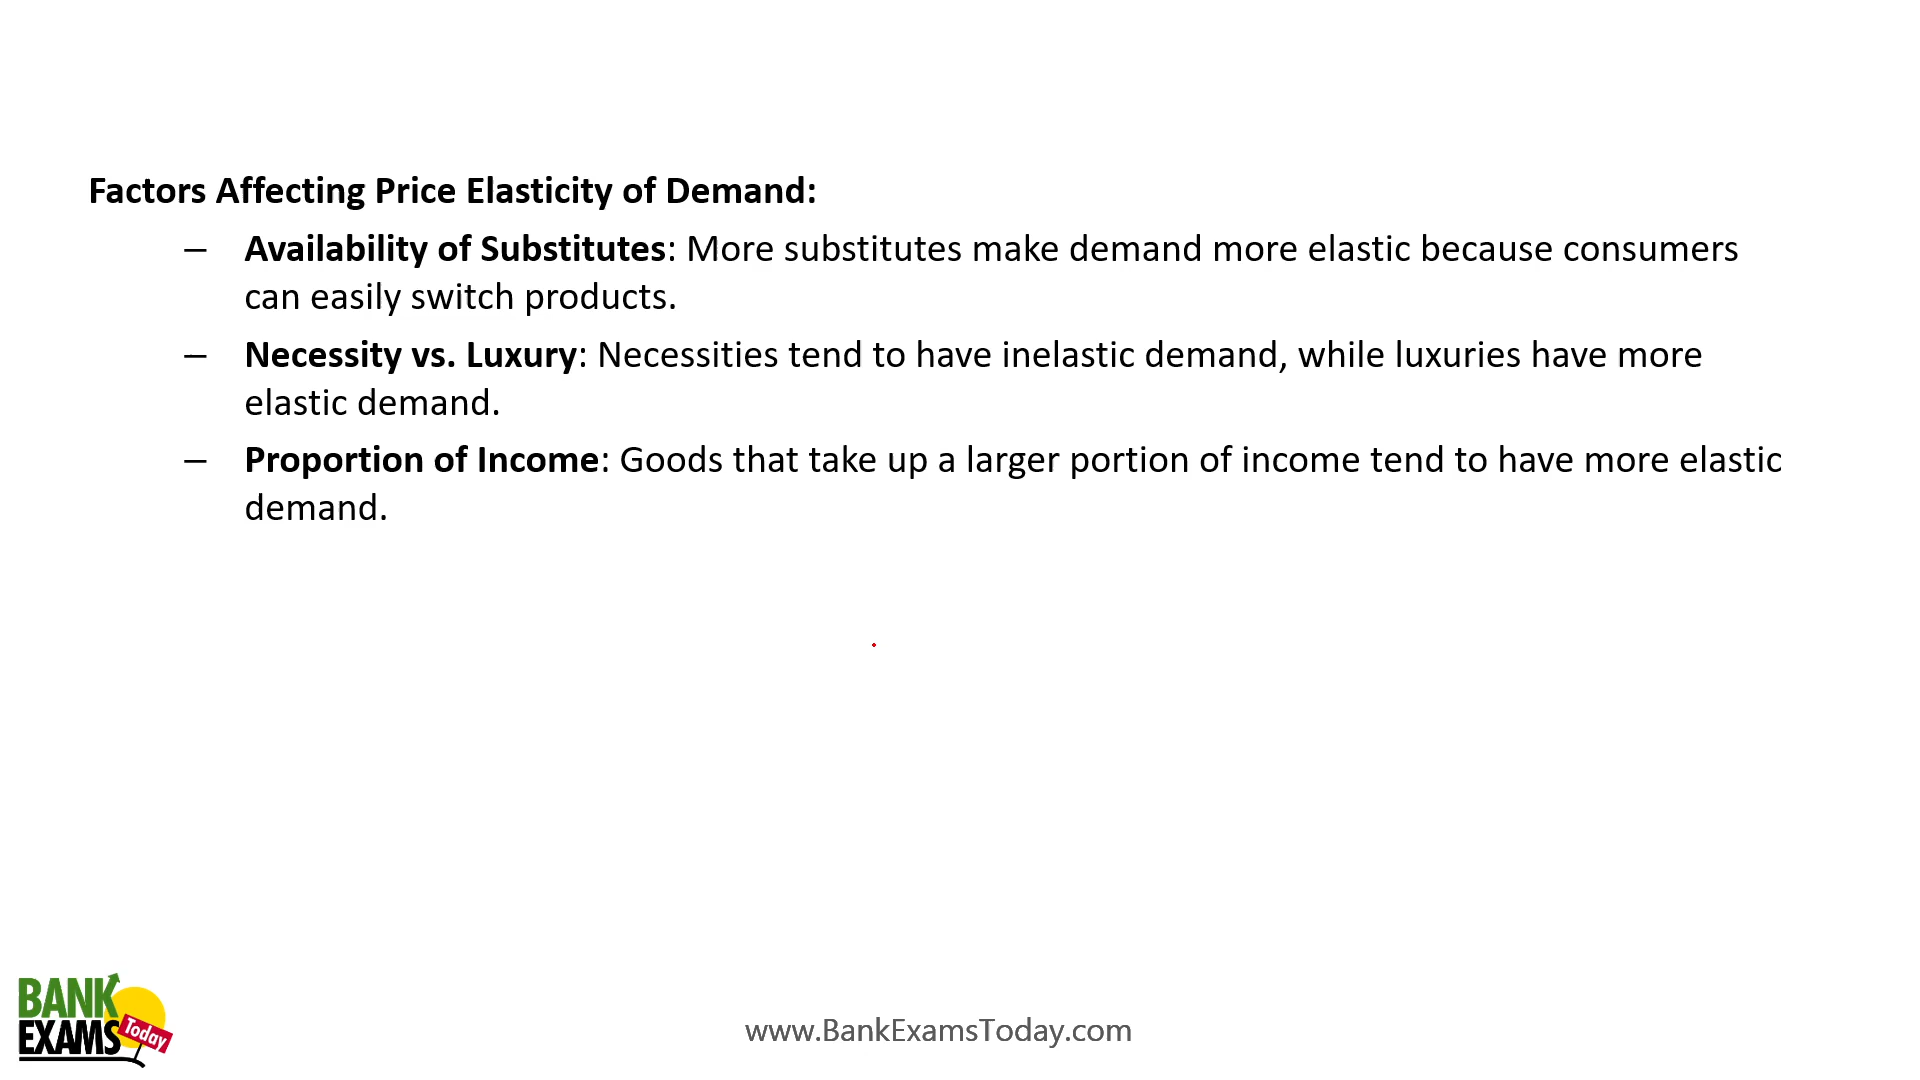 Factors Affecting Price Elasticity of Demand:
– Availability of Substitutes: More substitutes make demand more elastic because consumers
can easily switch products.
– Necessity vs. Luxury: Necessities tend to have inelastic demand, while luxuries have more
elastic demand.
– Proportion of Income: Goods that take up a larger portion of income tend to have more elastic
demand.
BANK
EXAMS Today
www.BankExamsToday.com